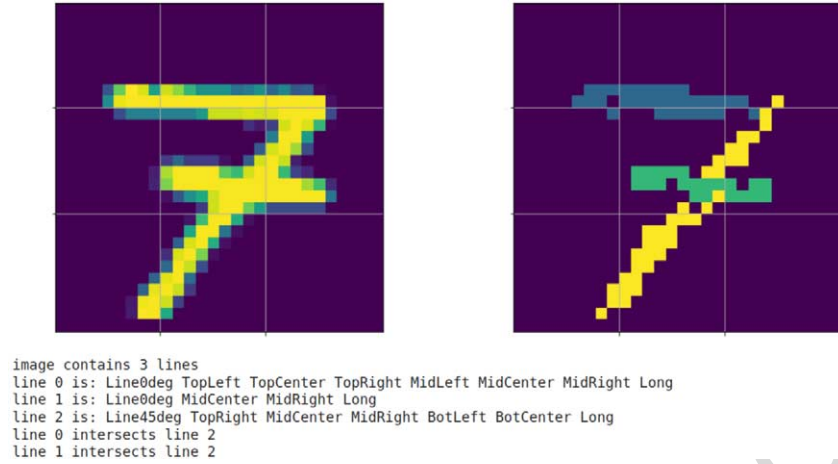 7
image contains 3 lines
line 0 is: Line0deg TopLeft TopCenter TopRight MidLeft MidCenter MidRight Long
line 1 is: Line0deg MidCenter MidRight Long
line 2 is: Line45deg TopRight MidCenter MidRight BotLeft BotCenter Long
line 0 intersects line 2
line 1 intersects line 2